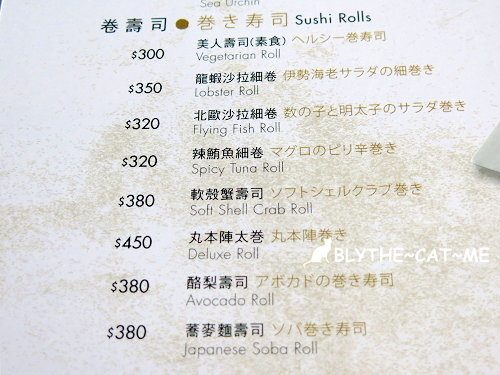 Sea Urchin
卷壽司●巻き寿司 Sushi Rolls
$300 美人壽司(素食) ヘルシー巻寿司
Vegetarian Roll
$350 龍蝦沙拉細卷 伊勢海老サラダの細巻き
Lobster Roll
$320 北歐沙拉細卷 数の子と明太子のサラダ巻き
Flying Fish Roll
$320 辣鮪魚細卷 マグロのピリ辛巻き
Spicy Tuna Roll
$380 軟殼蟹壽司 ソフトシェルクラブ巻き
Soft Shell Crab Roll
$450 丸本陣太巻 丸本陣巻き
Deluxe Roll
BLYTHE~CAT~ME
$380 酪梨壽司 アボカドの巻き寿司
Avocado Roll
$380 蕎麥麵壽司 ソバ巻き寿司
Japanese Soba Roll